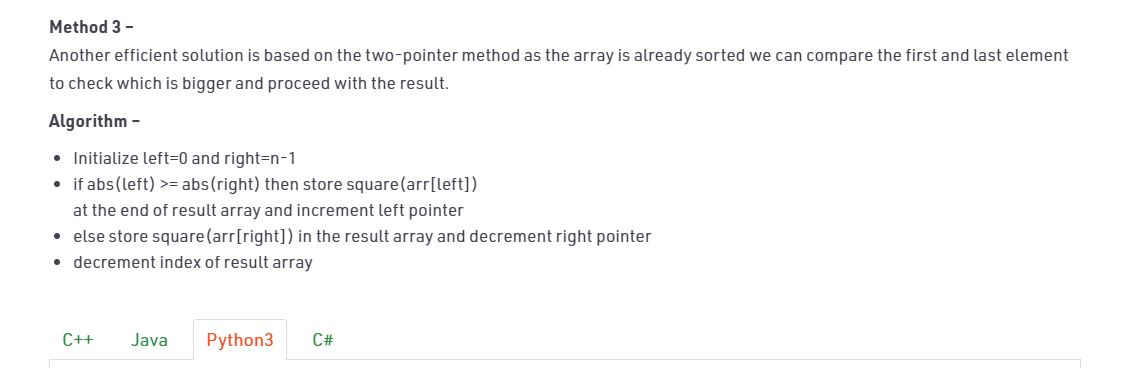 Method 3 –
Another efficient solution is based on the two-pointer method as the array is already sorted we can compare the first and last element
to check which is bigger and proceed with the result.
Algorithm –
• Initialize left=0 and right=n-1
• if abs(left) >= abs(right) then store square(arr[left])
at the end of result array and increment left pointer
• else store square(arr[right]) in the result array and decrement right pointer
• decrement index of result array
C++ Java Python3 C#